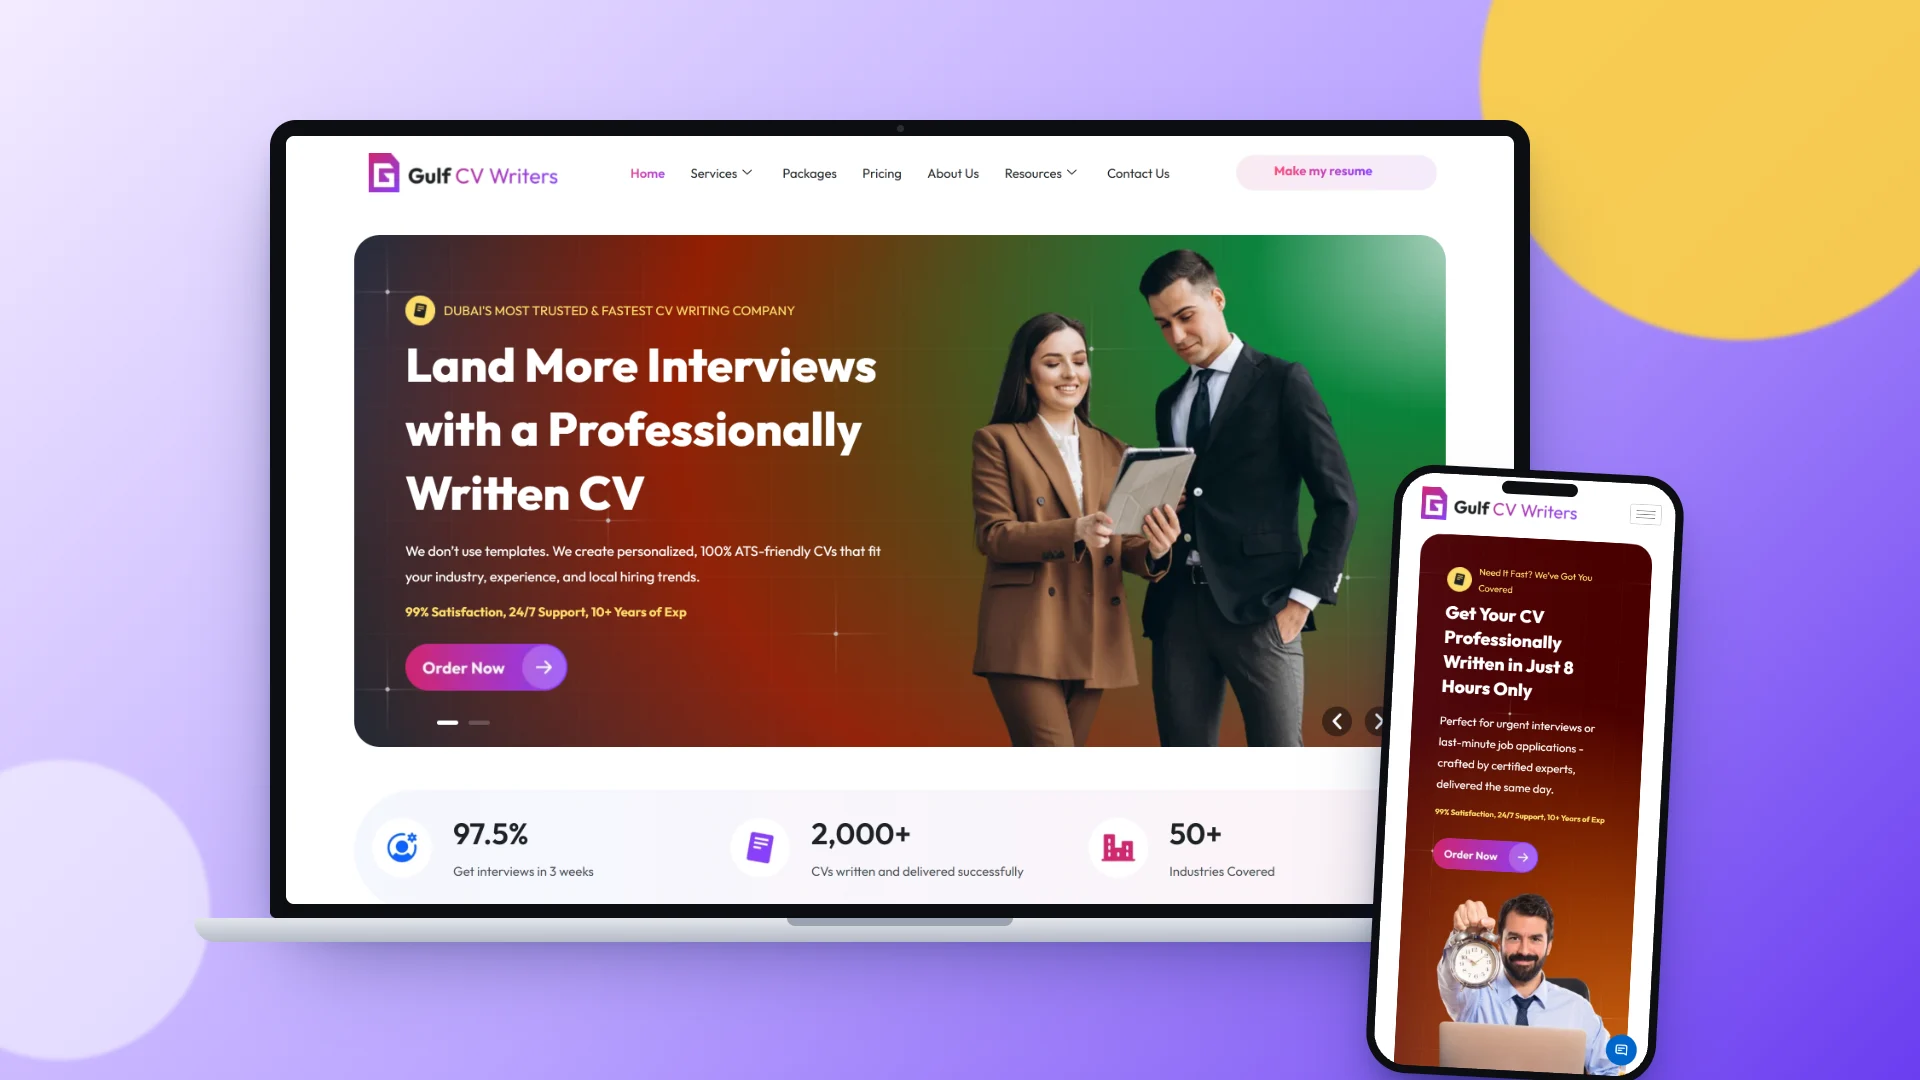 Gulf CV Writers
Home Services Packages Pricing About Us Resources Contact Us
Make my resume
DUBAI'S MOST TRUSTED & FASTEST CV WRITING COMPANY
Land More Interviews
with a Professionally
Written CV
We don't use templates. We create personalized, 100% ATS-friendly CVs that fit
your industry, experience, and local hiring trends.
99% Satisfaction, 24/7 Support, 10+ Years of Exp
Order Now
97.5%
Get interviews in 3 weeks
2,000+
CVs written and delivered successfully
50+
Industries Covered
Gulf CV Writers
Need It Fast? We've Got You
Covered
Get Your CV
Professionally
Written in Just 8
Hours Only
Perfect for urgent interviews or
last-minute job applications -
crafted by certified experts,
delivered the same day.
99% Satisfaction, 24/7 Support, 10+ Years of Exp
Order Now